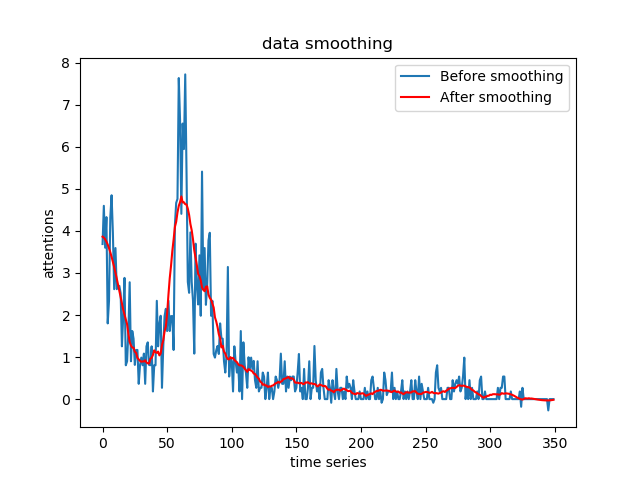 data smoothing
Before smoothing
After smoothing
8
7
6
5
4
3
2
1
0
attentions
0 50 100 150 200 250 300 350
time series